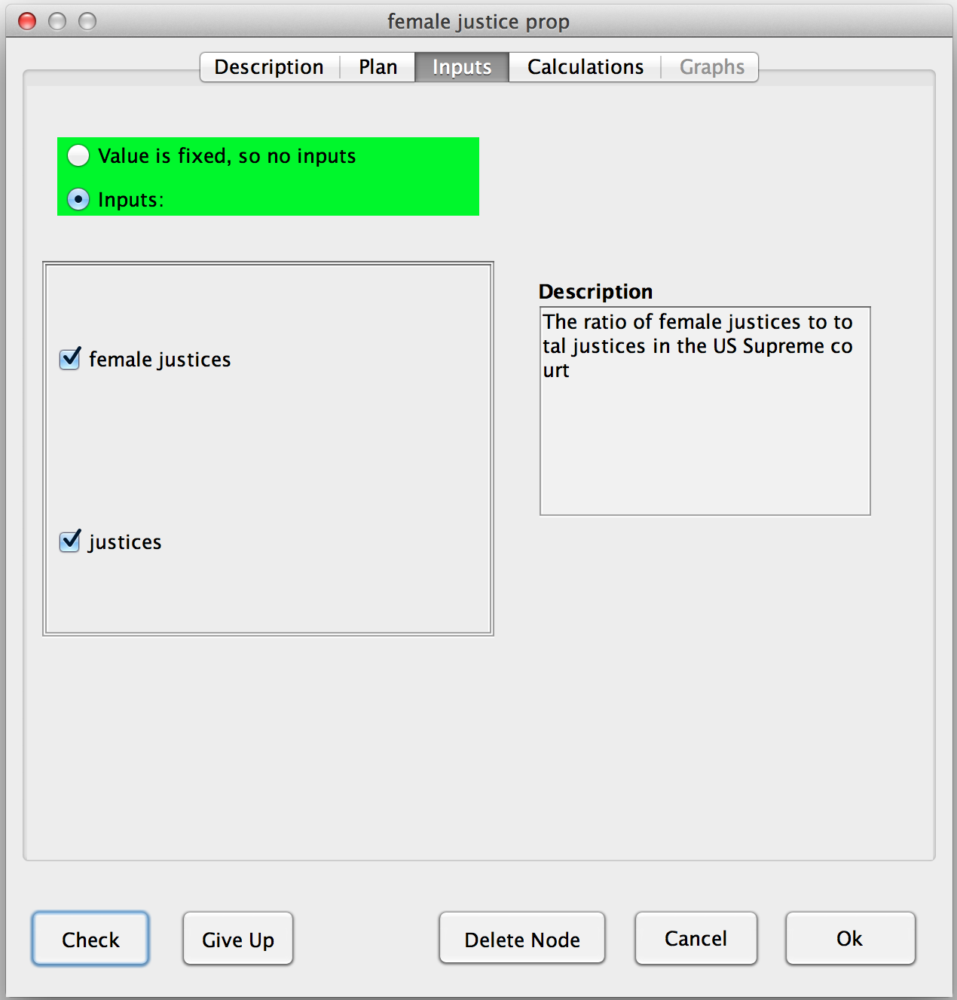 female justice prop
Description Plan Inputs Calculations Graphs
Value is fixed, so no inputs
Inputs:
Description
The ratio of female justices to to
tal justices in the US Supreme co
urt
female justices
justices
Check Give Up Delete Node Cancel Ok